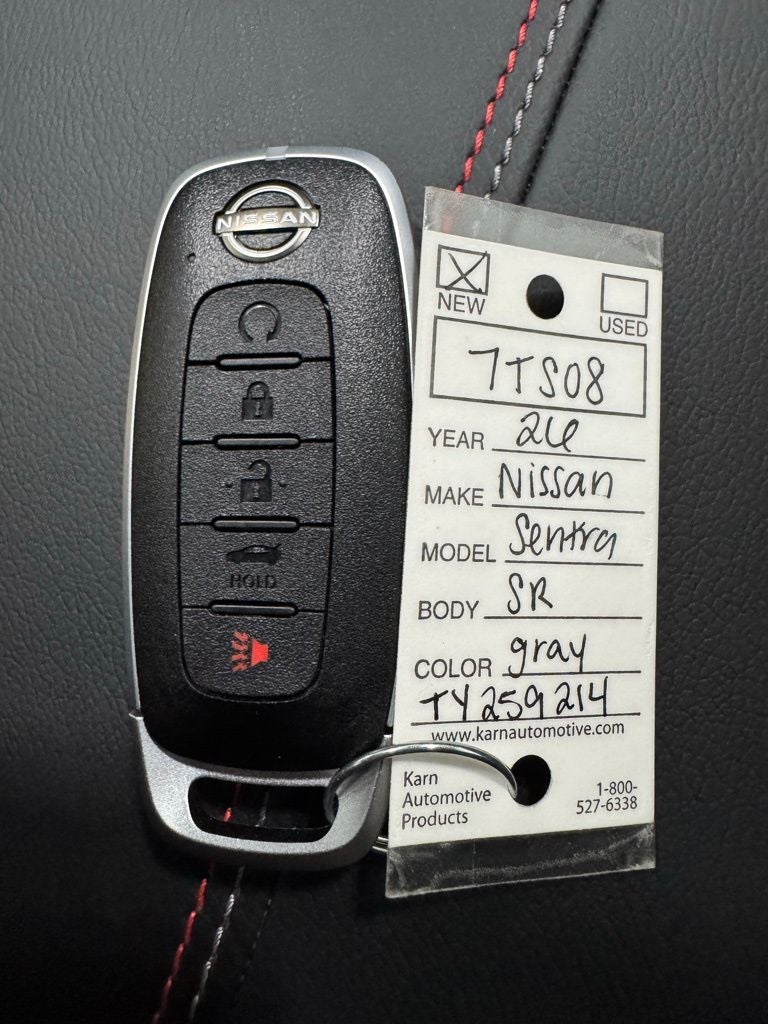 NISSAN
HOLD
NEW
USED
7TS08
YEAR 26
MAKE Nissan
MODEL Sentra
BODY SR
COLOR gray
TY259214
www.karnautomotive.com
Karn
Automotive
Products
1-800-
527-6338